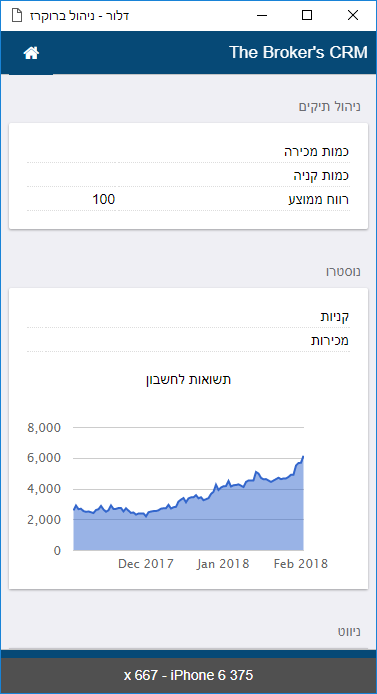 דלור - ניהול ברוקרז
The Broker's CRM
ניהול תיקים
כמות מכירה
כמות קניה
רווח ממוצע 100
נוסטרו
קניות
מכירות
תשואות לחשבון
8,000
6,000
4,000
2,000
0
Dec 2017 Jan 2018 Feb 2018
ניווט
x 667 - iPhone 6 375